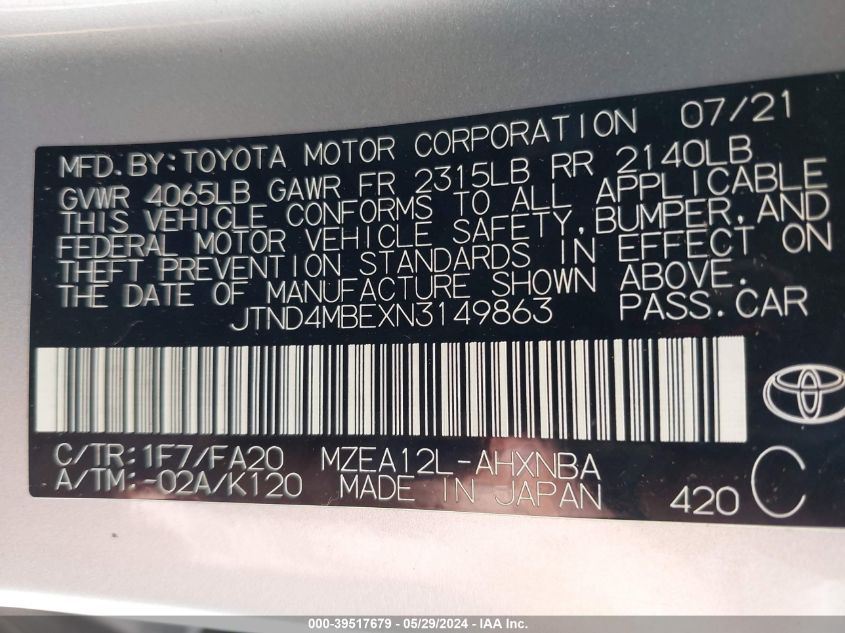 MFD.BY:TOYOTA MOTOR CORPORATION 07/21
GVWR 4065LB GAWR FR 2315LB RR 2140LB
THIS VEHICLE CONFORMS TO ALL APPLICABLE
FEDERAL MOTOR VEHICLE SAFETY,BUMPER,AND
THEFT PREVENTION STANDARDS IN EFFECT ON
THE DATE OF MANUFACTURE SHOWN ABOVE.
JTND4MBEXN3149863 PASS.CAR
C/TR:1F7/FA20 MZEA12L-AHXNBA
A/TM:-02A/K120 MADE IN JAPAN 420 C
000-39517679 - 05/29/2024 - IAA Inc.